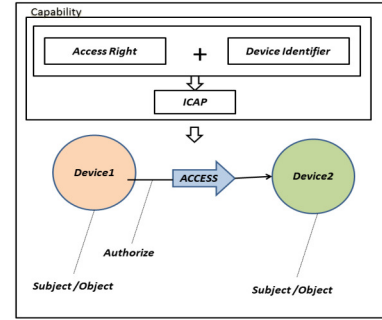 Capability
Access Right + Device Identifier
ICAP
Device1 ACCESS Device2
Authorize
Subject /Object Subject /Object